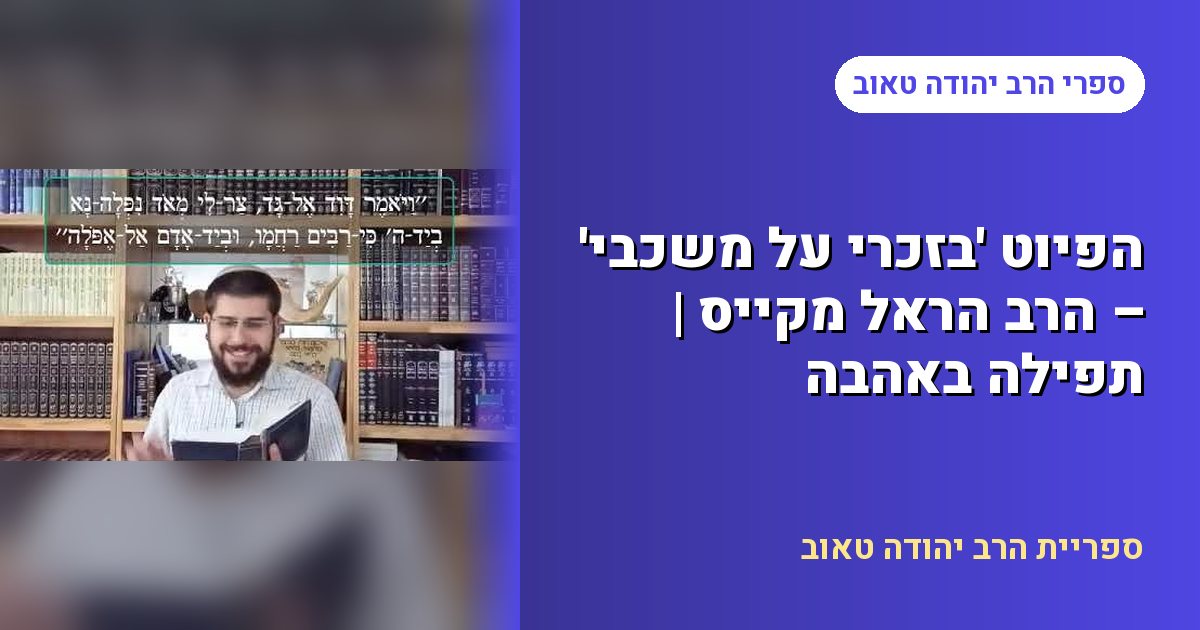 ספרי הרב יהודה טאוב
הפיוט 'בזכרי על משכבי'
– הרב הראל מקייס |
תפילה באהבה
ספריית הרב יהודה טאוב
"וַיֹּאמֶר דָּוִד אֶל-גָּד, צַר-לִי מְאֹד נִפְּלָה-נָּא
בְיַד-ה' כִּי-רַבִּים רַחֲמָו, וּבְיַד-אָדָם אַל-אֶפֹּלָה"